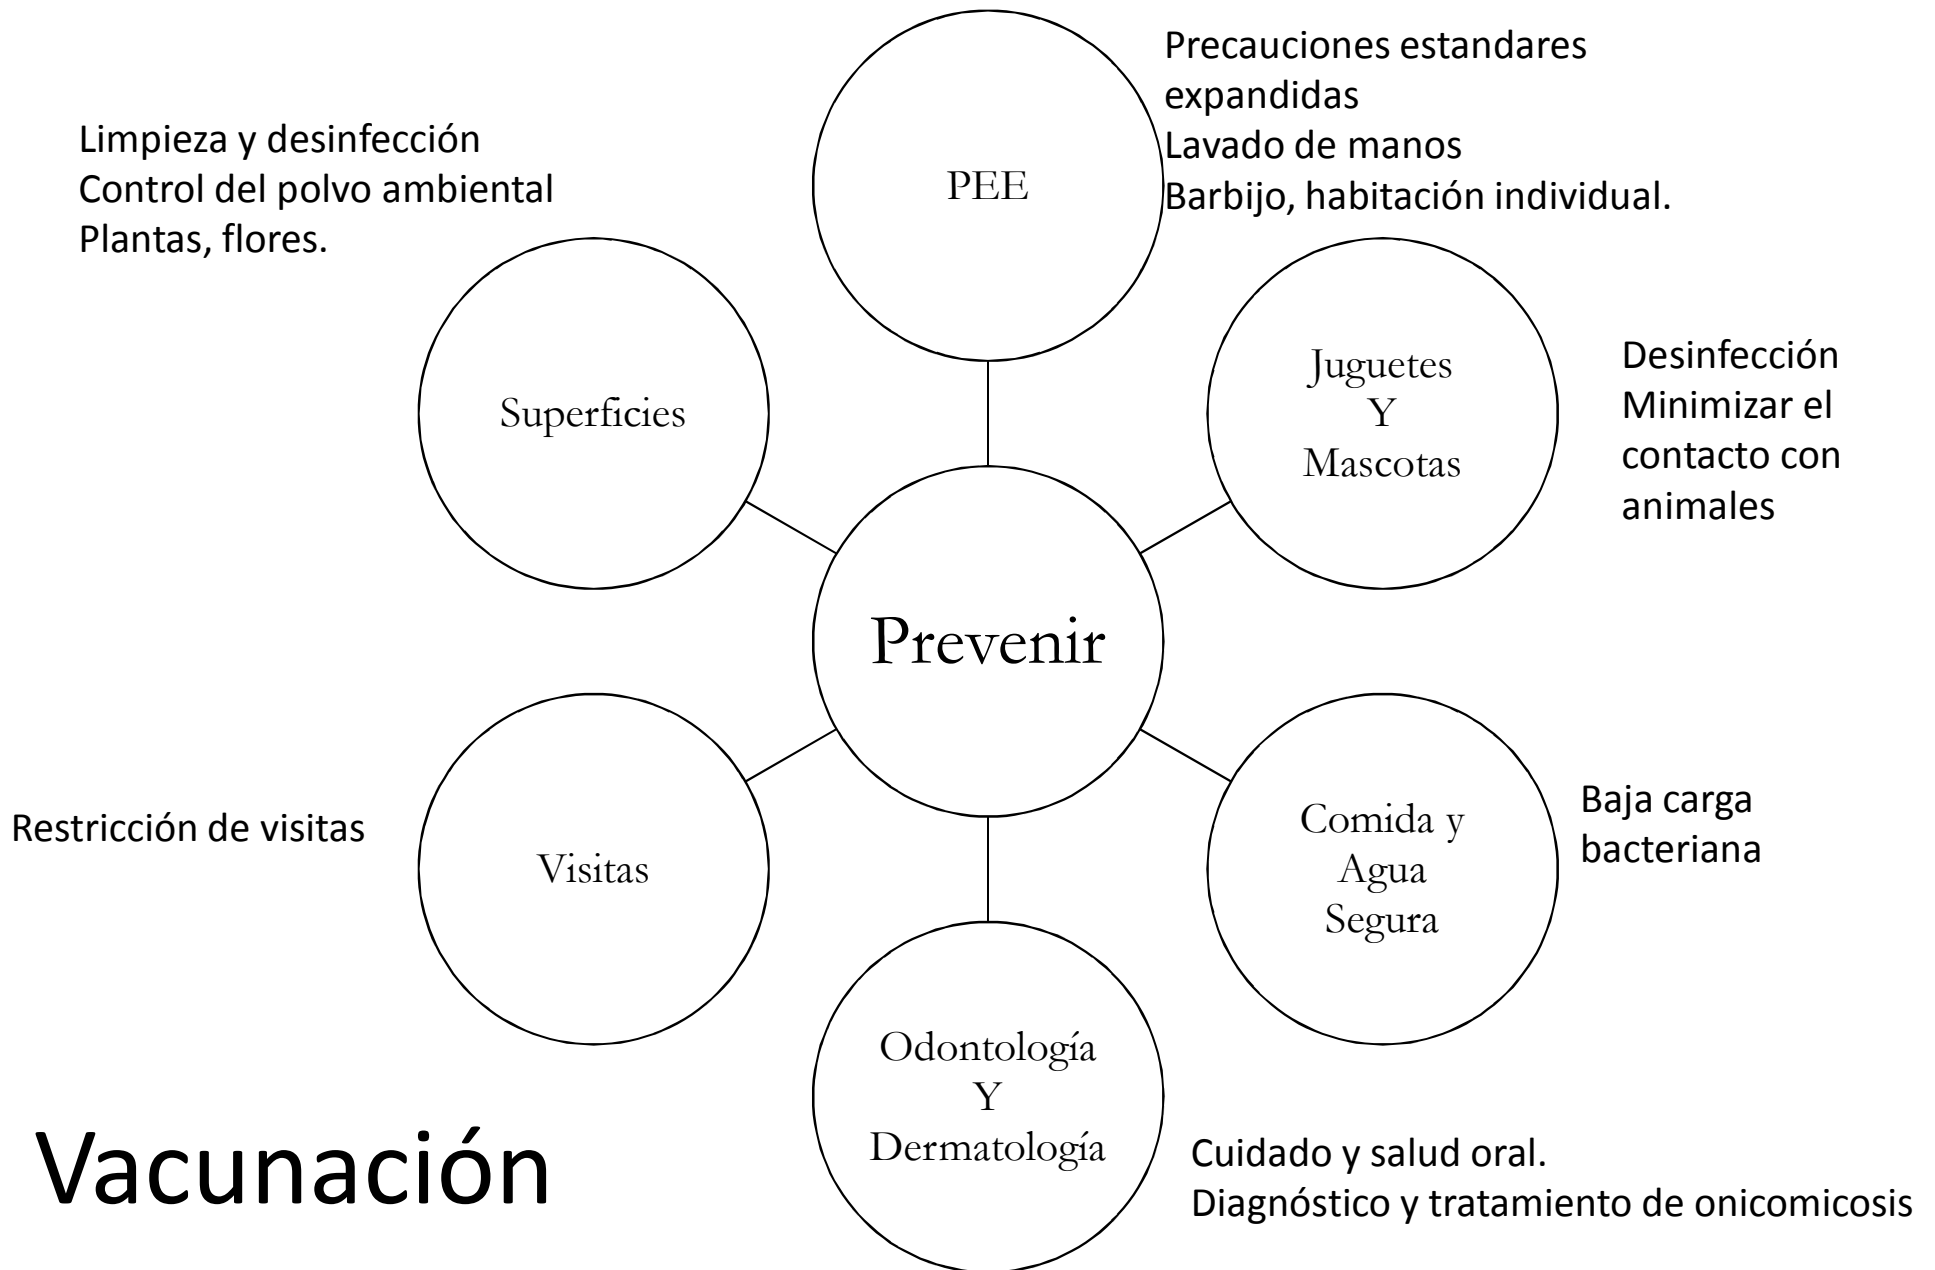 Precauciones estandares
expandidas
Lavado de manos
Barbijo, habitación individual.
Limpieza y desinfección
Control del polvo ambiental
Plantas, flores.
PEE
Superficies
Juguetes
Y
Mascotas
Desinfección
Minimizar el
contacto con
animales
Prevenir
Restricción de visitas
Visitas
Comida y
Agua
Segura
Baja carga
bacteriana
Odontología
Y
Dermatología
Vacunación
Cuidado y salud oral.
Diagnóstico y tratamiento de onicomicosis